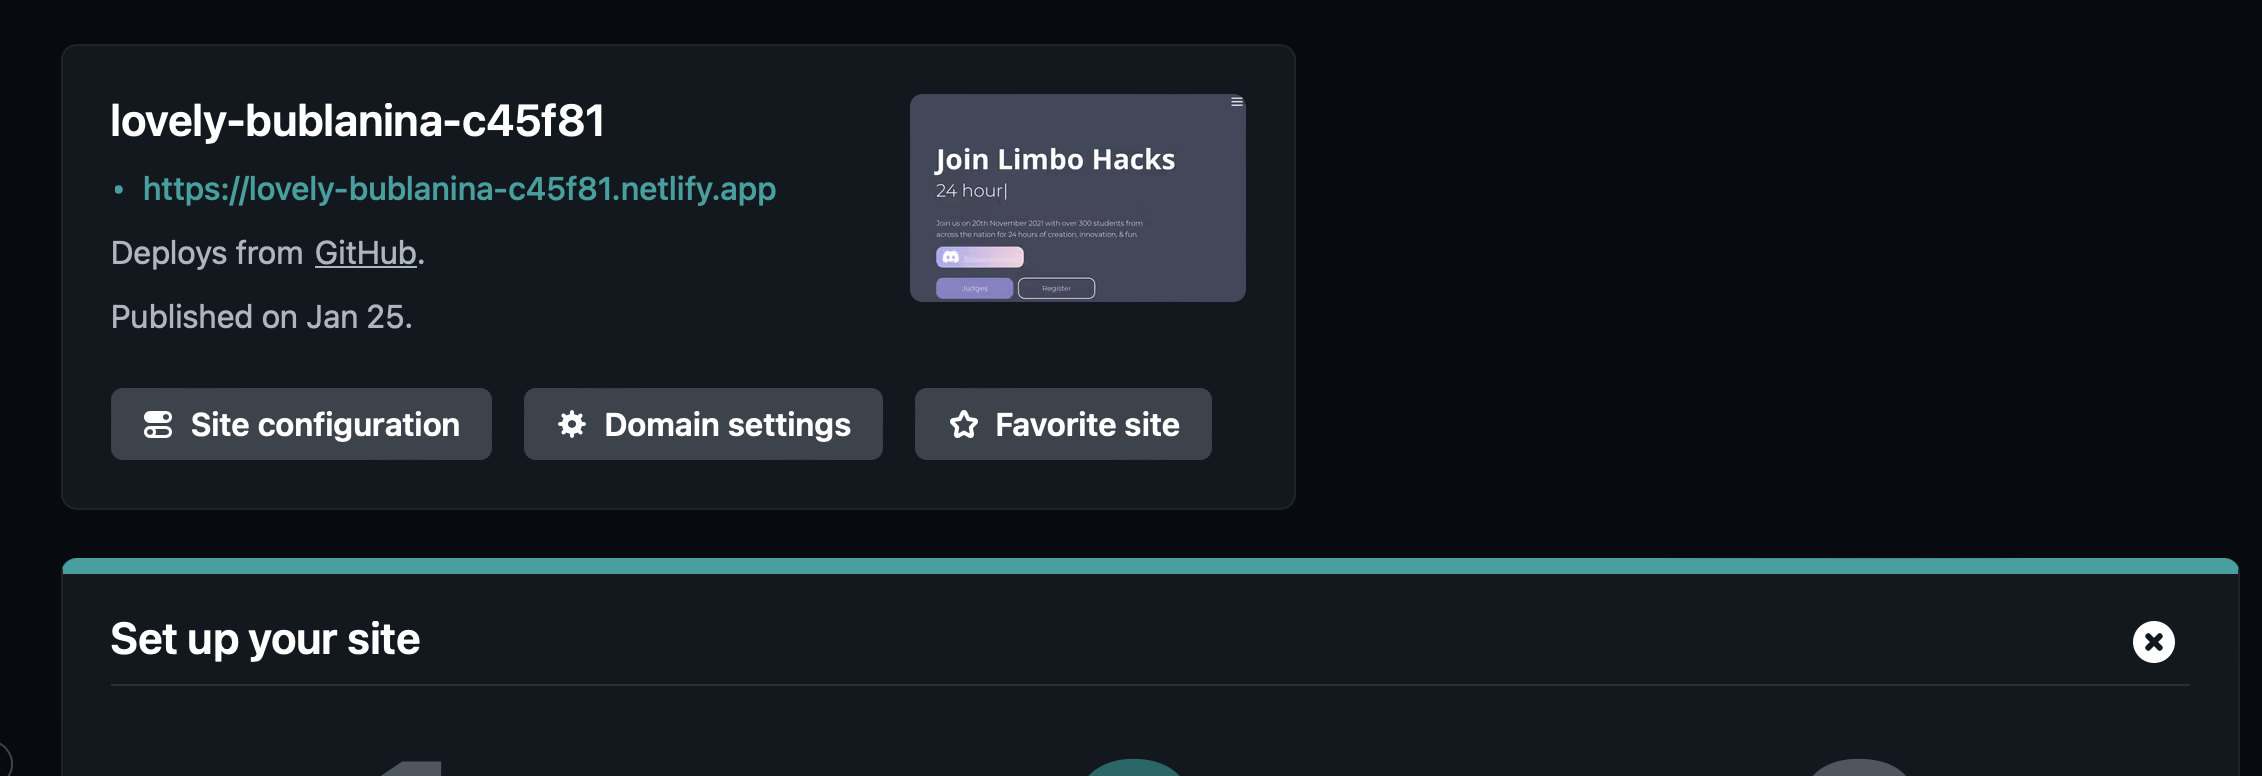 lovely-bublanina-c45f81
• https://lovely-bublanina-c45f81.netlify.app
Deploys from GitHub.
Published on Jan 25.
Join Limbo Hacks
24 hour|
Join us on 20th November 2021 with over 300 students from
across the nation for 24 hours of creation, innovation, & fun.
Judges
Register
Site configuration
Domain settings
Favorite site
Set up your site